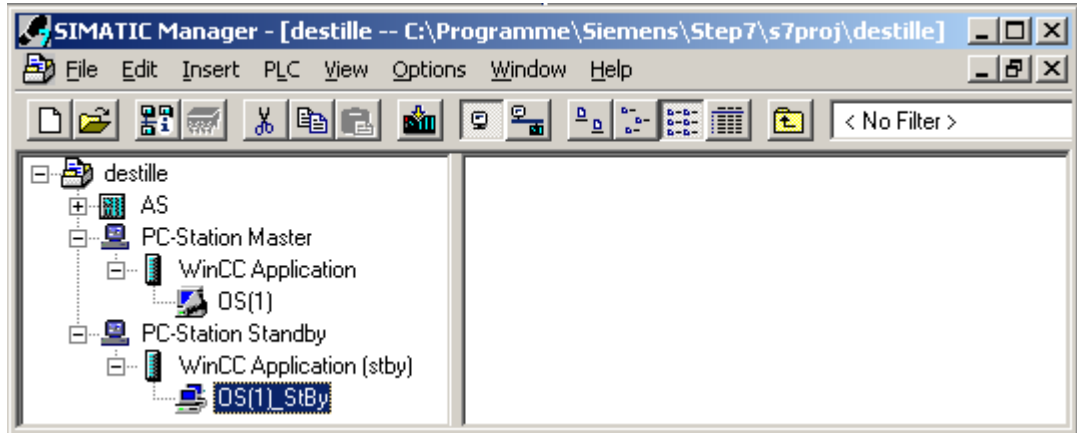 SIMATIC Manager - [destille -- C:\Programme\Siemens\Step7\s7proj\destille]
File Edit Insert PLC View Options Window Help
< No Filter >
destille
AS
PC-Station Master
WinCC Application
OS(1)
PC-Station Standby
WinCC Application (stby)
OS(1)_StBy